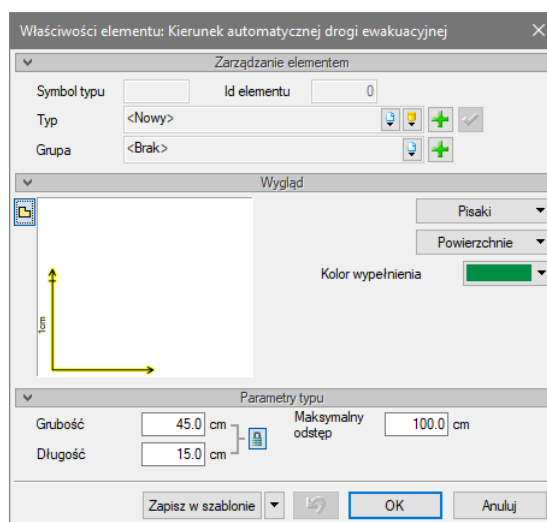 Właściwości elementu: Kierunek automatycznej drogi ewakuacyjnej
Zarządzanie elementem
Symbol typu Id elementu 0
Typ <Nowy>
Grupa <Brak>
Wygląd
Pisaki
Powierzchnie
Kolor wypełnienia
1cm
Parametry typu
Grubość 45.0 cm Maksymalny odstęp 100.0 cm
Długość 15.0 cm
Zapisz w szablonie OK Anuluj